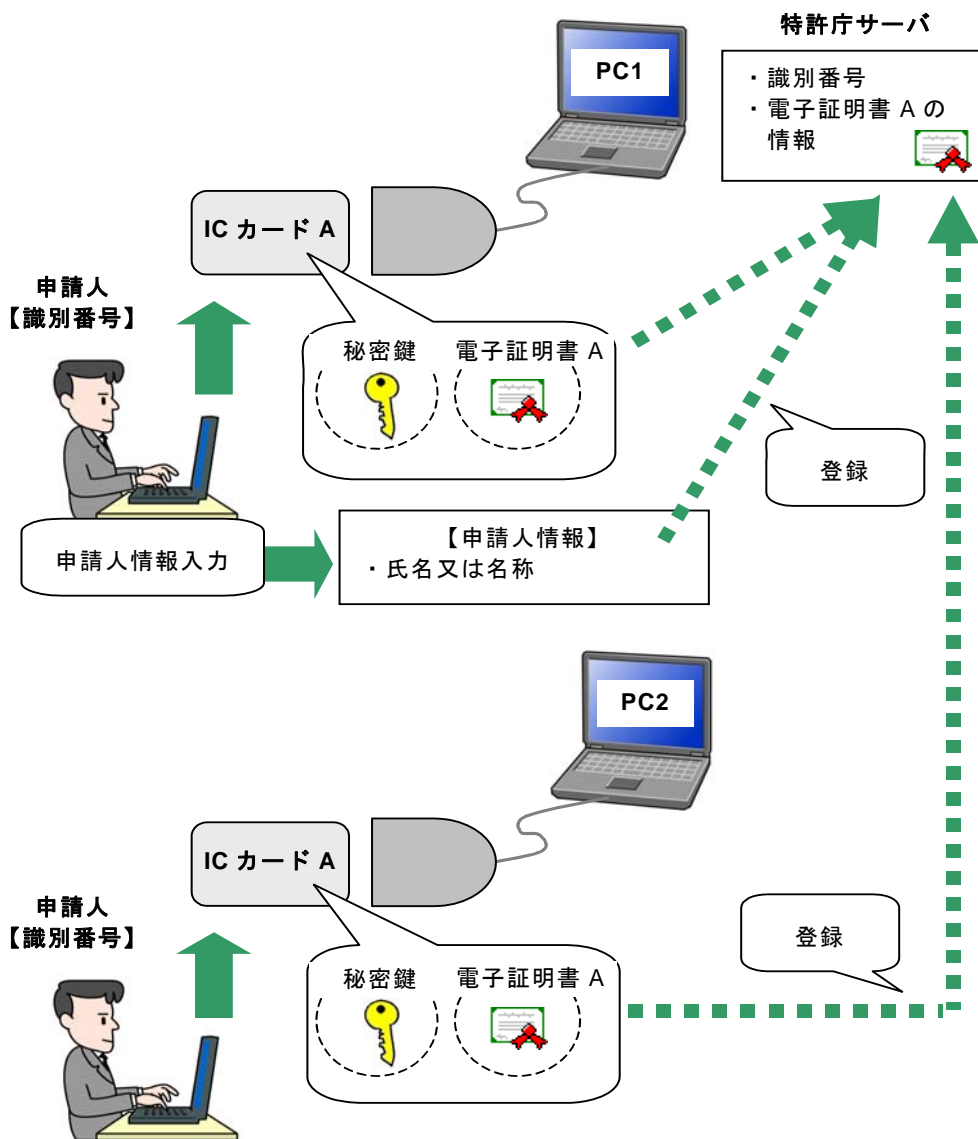 特許庁サーバ
PC1
・識別番号
・電子証明書 A の
情報
IC カード A
申請人
【識別番号】
秘密鍵
電子証明書 A
登録
申請人情報入力
【申請人情報】
・氏名又は名称
PC2
IC カード A
申請人
【識別番号】
秘密鍵
電子証明書 A
登録